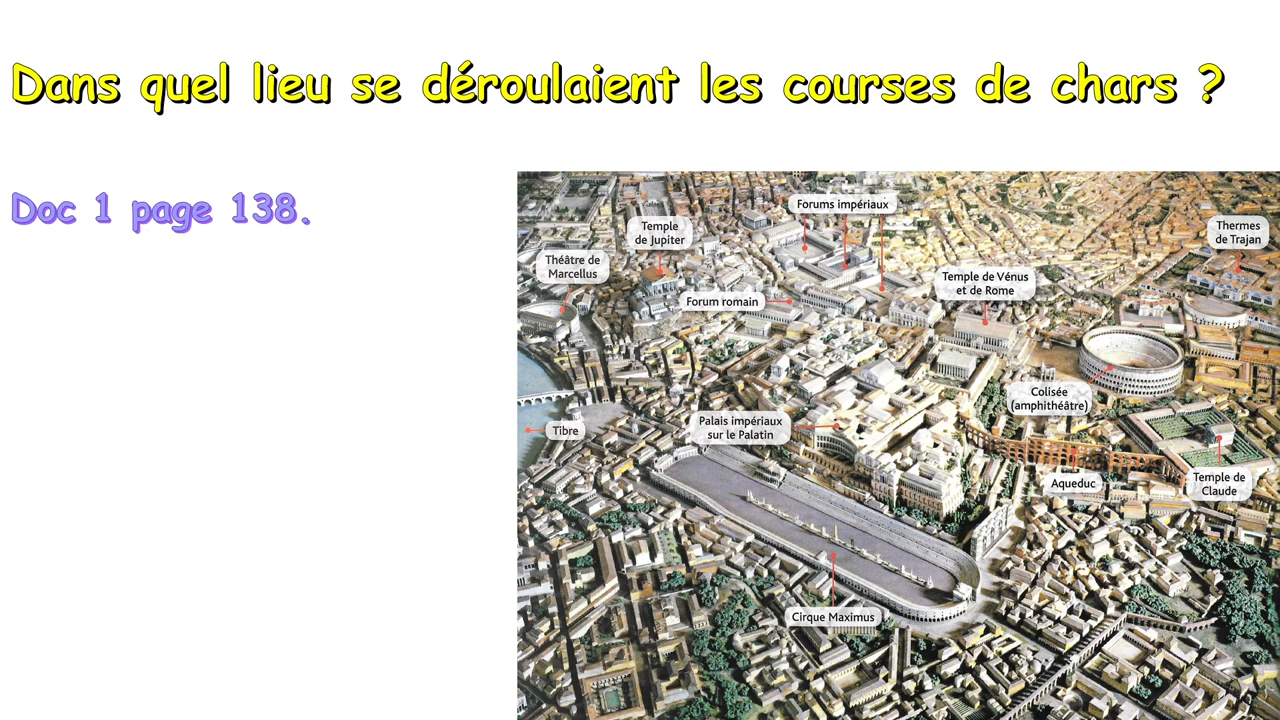 Dans quel lieu se déroulaient les courses de chars ?
Doc 1 page 138.
Forums impériaux
Temple
de Jupiter
Thermes
de Trajan
Théâtre de
Marcellus
Temple de Vénus
et de Rome
Forum romain
Colisée
(amphithéâtre)
Palais impériaux
sur le Palatin
Tibre
Aqueduc
Temple de
Claude
Cirque Maximus